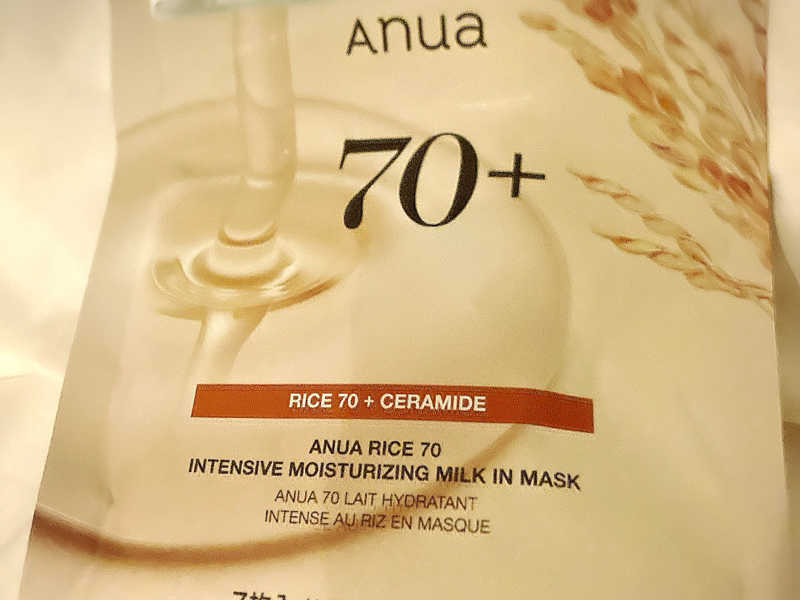 Anua
70+
RICE 70 + CERAMIDE
ANUA RICE 70
INTENSIVE MOISTURIZING MILK IN MASK
ANUA 70 LAIT HYDRATANT
INTENSE AU RIZ EN MASQUE